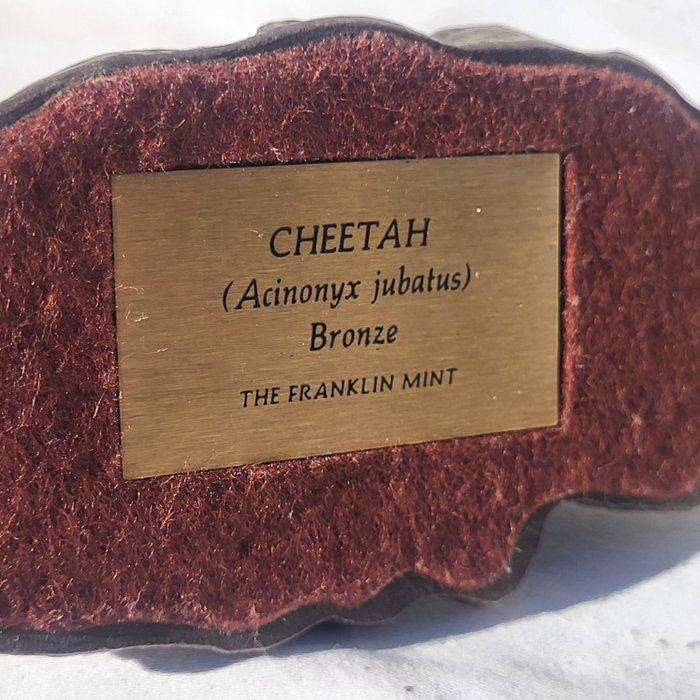 CHEETAH
(Acinonyx jubatus)
Bronze
THE FRANKLIN MINT